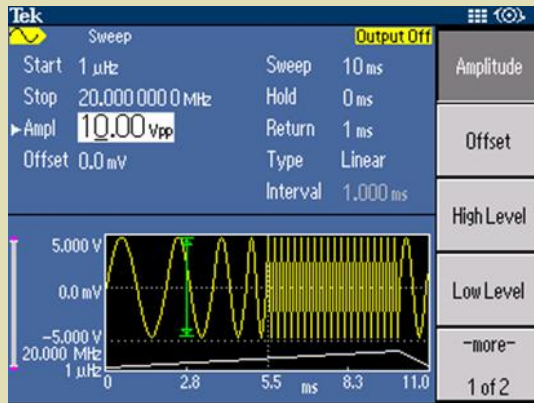 Tek
Sweep Output Off
Start 1 µHz Sweep 10 ms
Stop 20.000 000 0 MHz Hold 0 ms
Ampl 10.00 Vpp Return 1 ms
Offset 0.0 mV Type Linear
Interval 1.000 ms
Amplitude
Offset
High Level
Low Level
-more-
1 of 2
5.000 V
0.0 mV
-5.000 V
20.000 MHz
1 µHz
0 2.8 5.5 ms 8.3 11.0